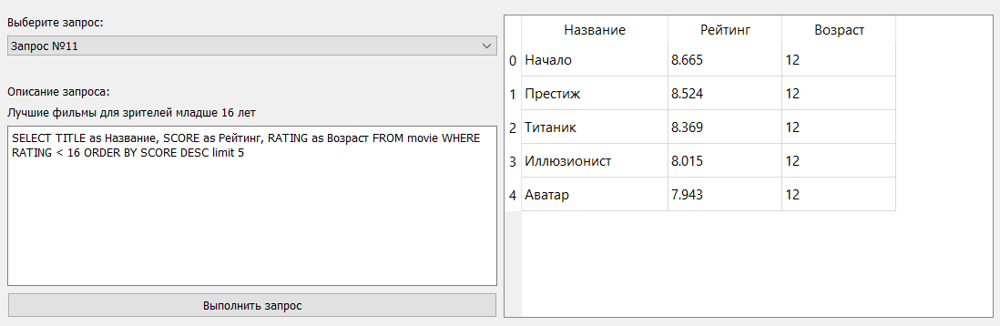 Выберите запрос:
Запрос №11
Описание запроса:
Лучшие фильмы для зрителей младше 16 лет
SELECT TITLE as Название, SCORE as Рейтинг, RATING as Возраст FROM movie WHERE
RATING < 16 ORDER BY SCORE DESC limit 5
Выполнить запрос
Название Рейтинг Возраст
0 Начало 8.665 12
1 Престиж 8.524 12
2 Титаник 8.369 12
3 Иллюзионист 8.015 12
4 Аватар 7.943 12